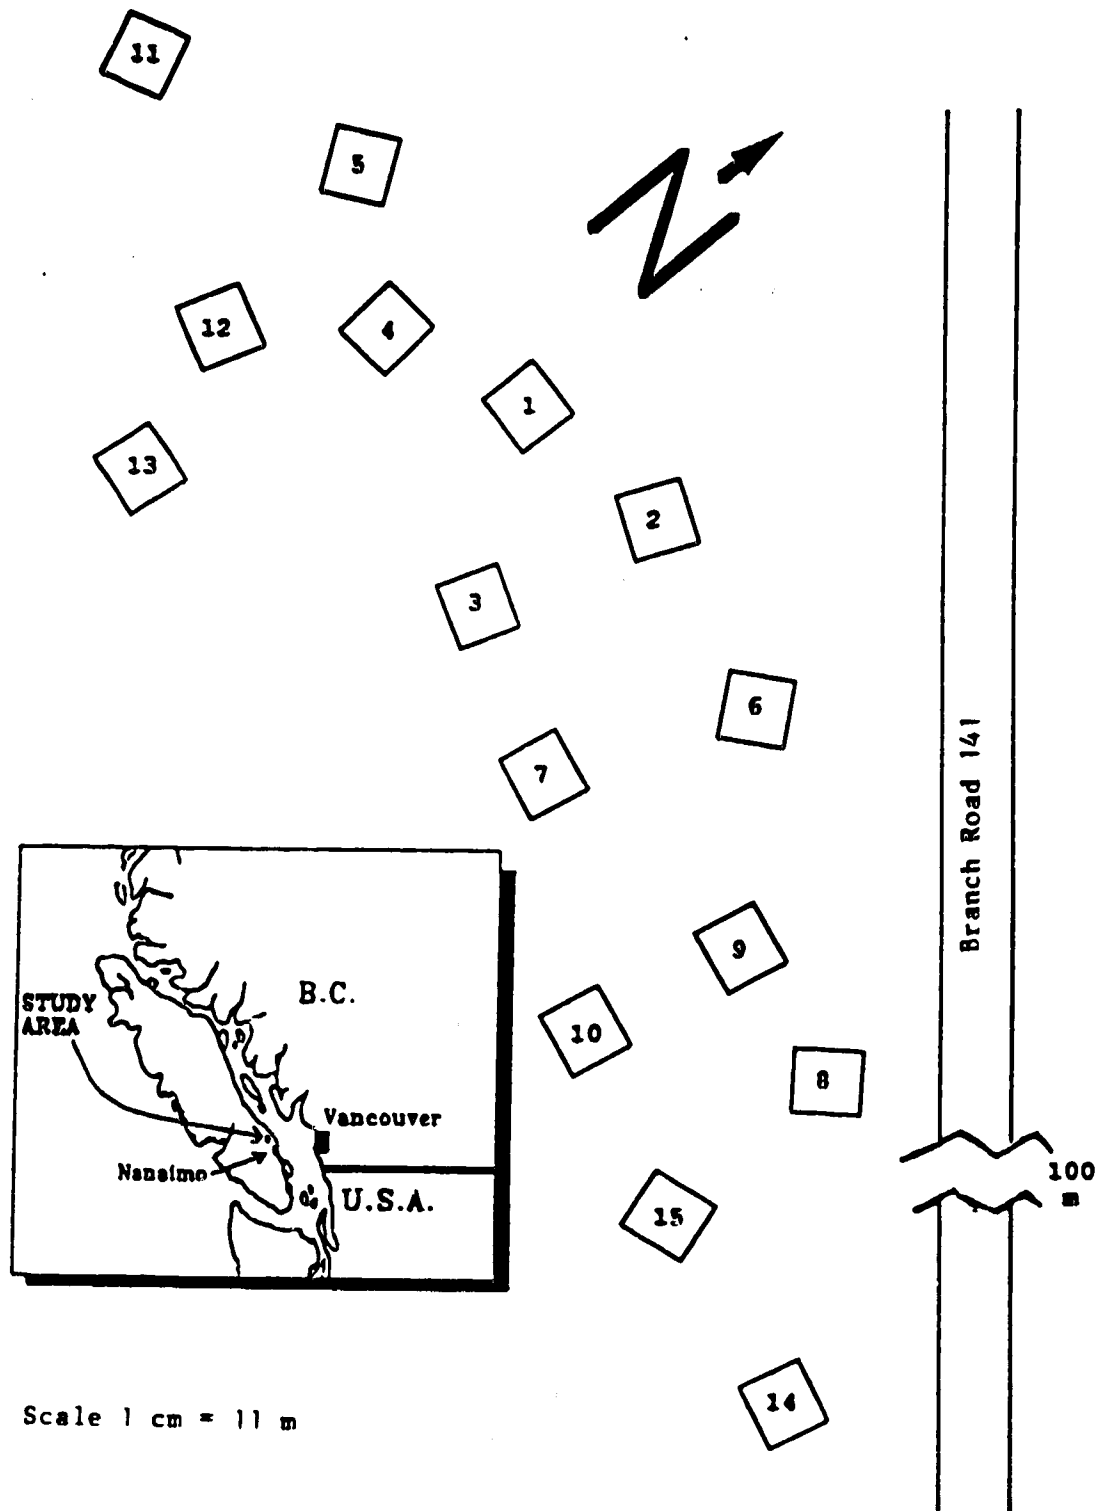 11
5
N
12
4
1
13
2
3
6
7
Branch Road 141
9
B.C.
STUDY
AREA
10
8
Vancouver
100
m
Nanaimo
U.S.A.
15
14
Scale 1 cm = 11 m